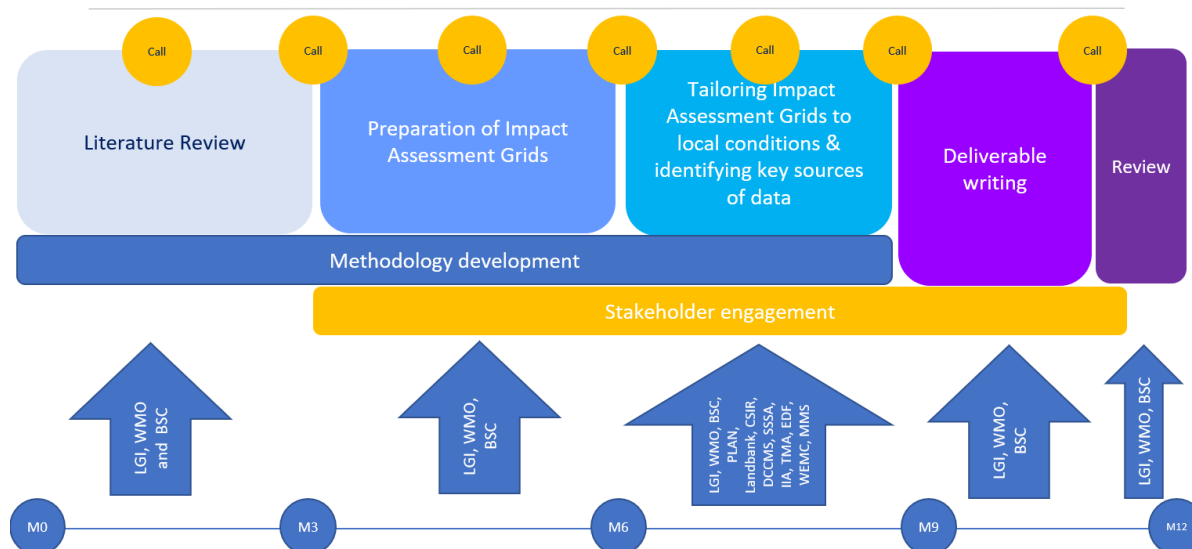 Call
Call
Call
Call
Call
Call
Call
Literature Review
Preparation of Impact
Assessment Grids
Tailoring Impact
Assessment Grids to
local conditions &
identifying key sources
of data
Deliverable
writing
Review
Methodology development
Stakeholder engagement
LGI, WMO
and BSC
LGI, WMO,
BSC
LGI, WMO, BSC,
PLAN,
Landbank, CSIR,
DCCMS, SSSA,
IIA, TMA, EDF,
WEMC, MMS
LGI, WMO,
BSC
LGI, WMO, BSC
M0
M3
M6
M9
M12